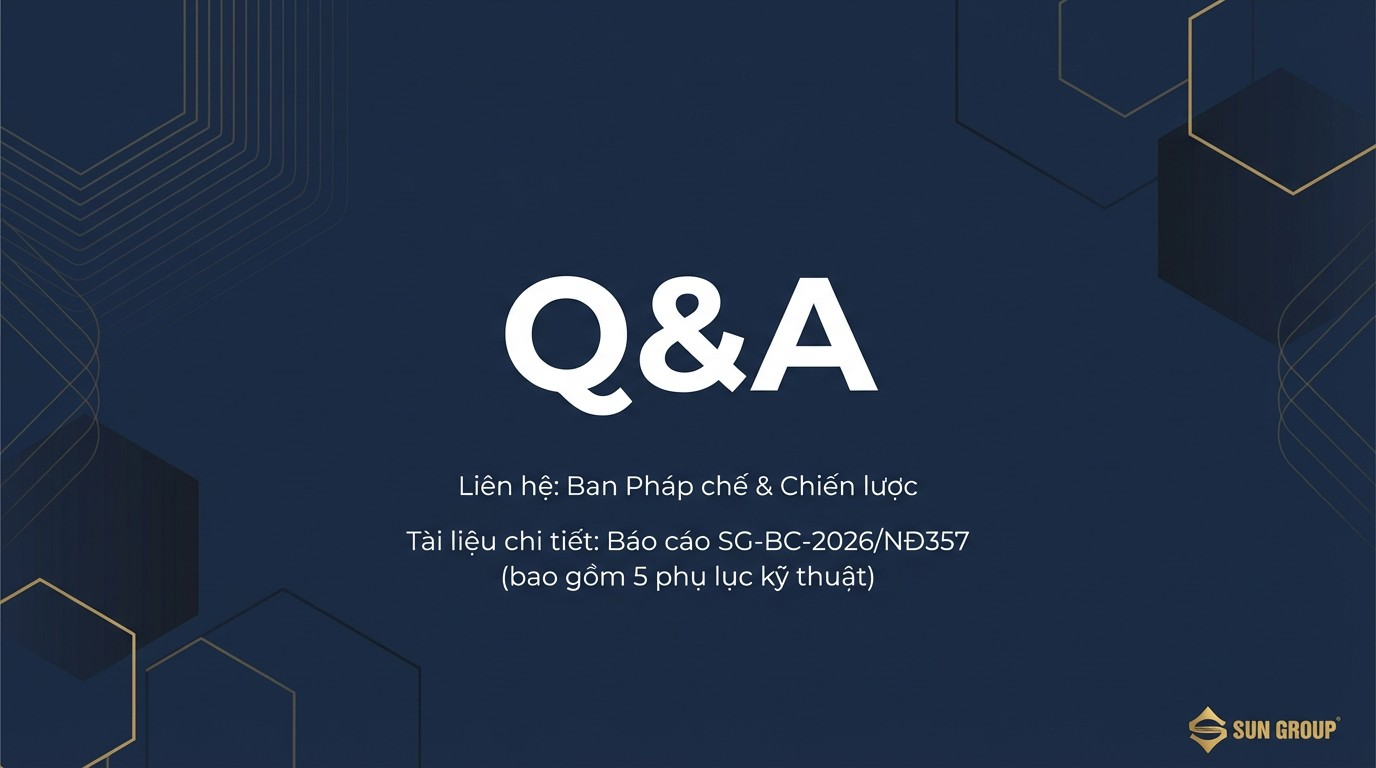 Q&A
Liên hệ: Ban Pháp chế & Chiến lược
Tài liệu chi tiết: Báo cáo SG-BC-2026/NĐ357
(bao gồm 5 phụ lục kỹ thuật)
SUN GROUP®